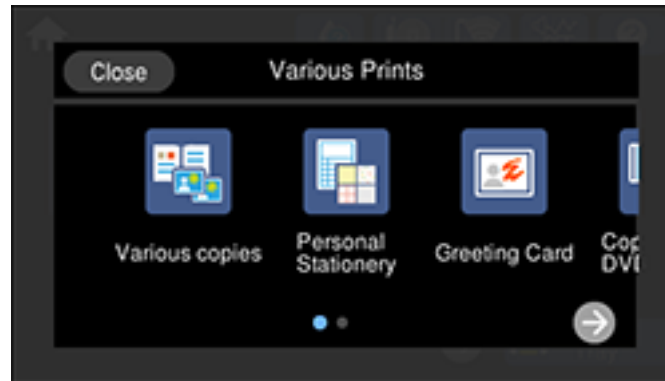 Close
Various Prints
Various copies
Personal
Stationery
Greeting Card